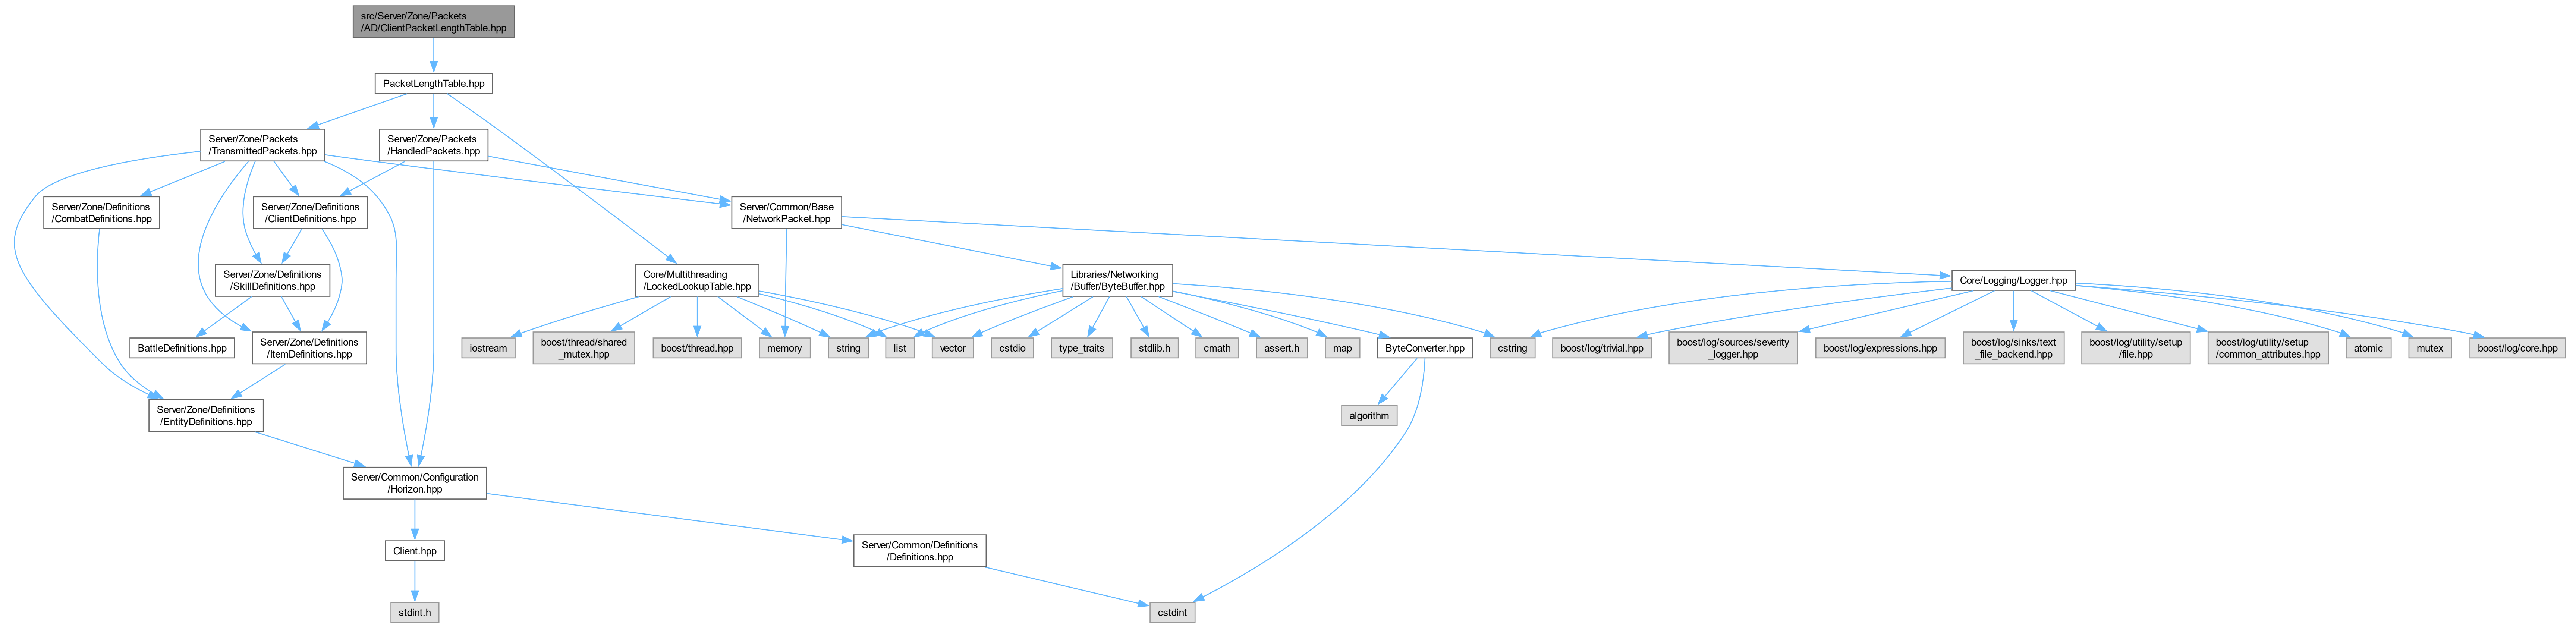 src/Server/Zone/Packets
/AD/ClientPacketLengthTable.hpp
PacketLengthTable.hpp
Server/Zone/Packets
/TransmittedPackets.hpp
Server/Zone/Packets
/HandledPackets.hpp
Server/Zone/Definitions
/CombatDefinitions.hpp
Server/Zone/Definitions
/ClientDefinitions.hpp
Server/Common/Base
/NetworkPacket.hpp
Server/Zone/Definitions
/SkillDefinitions.hpp
Core/Multithreading
/LockedLookupTable.hpp
Libraries/Networking
/Buffer/ByteBuffer.hpp
Core/Logging/Logger.hpp
BattleDefinitions.hpp
Server/Zone/Definitions
/ItemDefinitions.hpp
iostream
boost/thread/shared
_mutex.hpp
boost/thread.hpp
memory
string
list
vector
cstdio
type_traits
stdlib.h
cmath
assert.h
map
ByteConverter.hpp
cstring
boost/log/trivial.hpp
boost/log/sources/severity
_logger.hpp
boost/log/expressions.hpp
boost/log/sinks/text
_file_backend.hpp
boost/log/utility/setup
/file.hpp
boost/log/utility/setup
/common_attributes.hpp
atomic
mutex
boost/log/core.hpp
Server/Zone/Definitions
/EntityDefinitions.hpp
algorithm
Server/Common/Configuration
/Horizon.hpp
Client.hpp
Server/Common/Definitions
/Definitions.hpp
stdint.h
cstdint